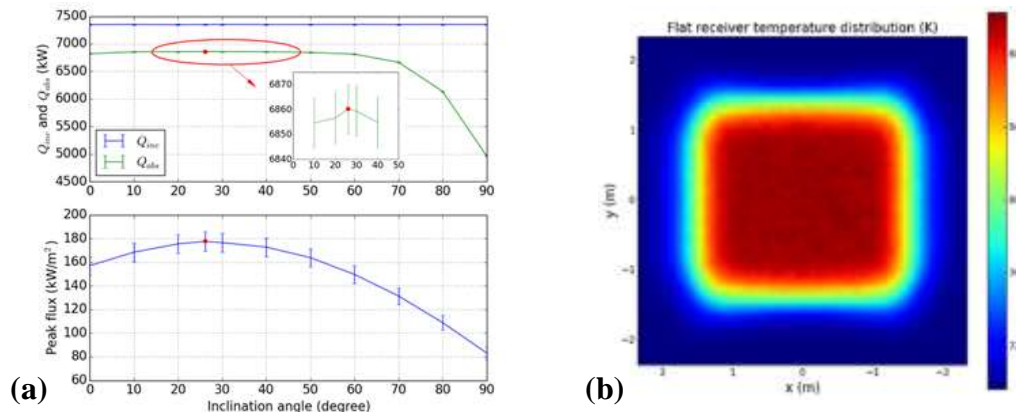 7500
7000
6500
6000
5500
5000
4500
Q_inc and Q_abs (kW)
Q_inc
Q_abs
6870
6860
6850
6840
0 10 20 30 40 50
0 10 20 30 40 50 60 70 80 90
200
180
160
140
120
100
80
60
Peak flux (kW/m²)
0 10 20 30 40 50 60 70 80 90
Inclination angle (degree)
(a)
Flat receiver temperature distribution (K)
2
1
0
−1
−2
y (m)
2 1 0 −1 −2
x (m)
(b)